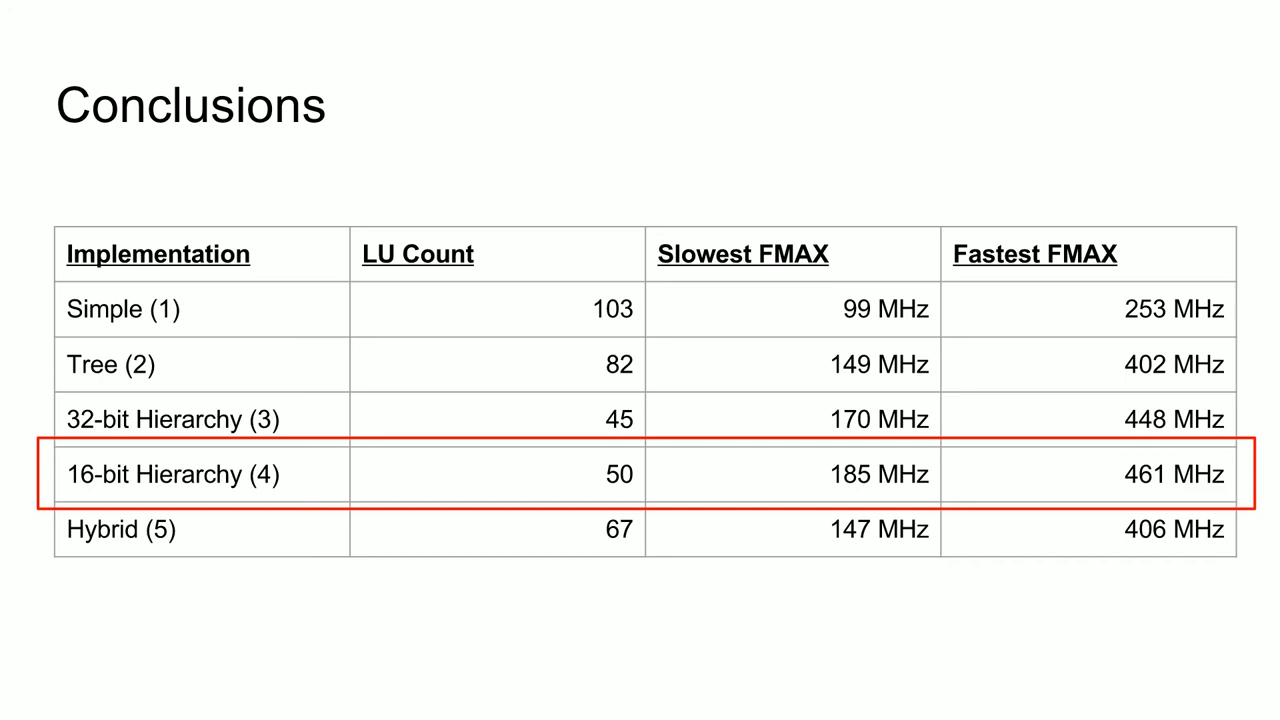 Conclusions
Implementation LU Count Slowest FMAX Fastest FMAX
Simple (1) 103 99 MHz 253 MHz
Tree (2) 82 149 MHz 402 MHz
32-bit Hierarchy (3) 45 170 MHz 448 MHz
16-bit Hierarchy (4) 50 185 MHz 461 MHz
Hybrid (5) 67 147 MHz 406 MHz